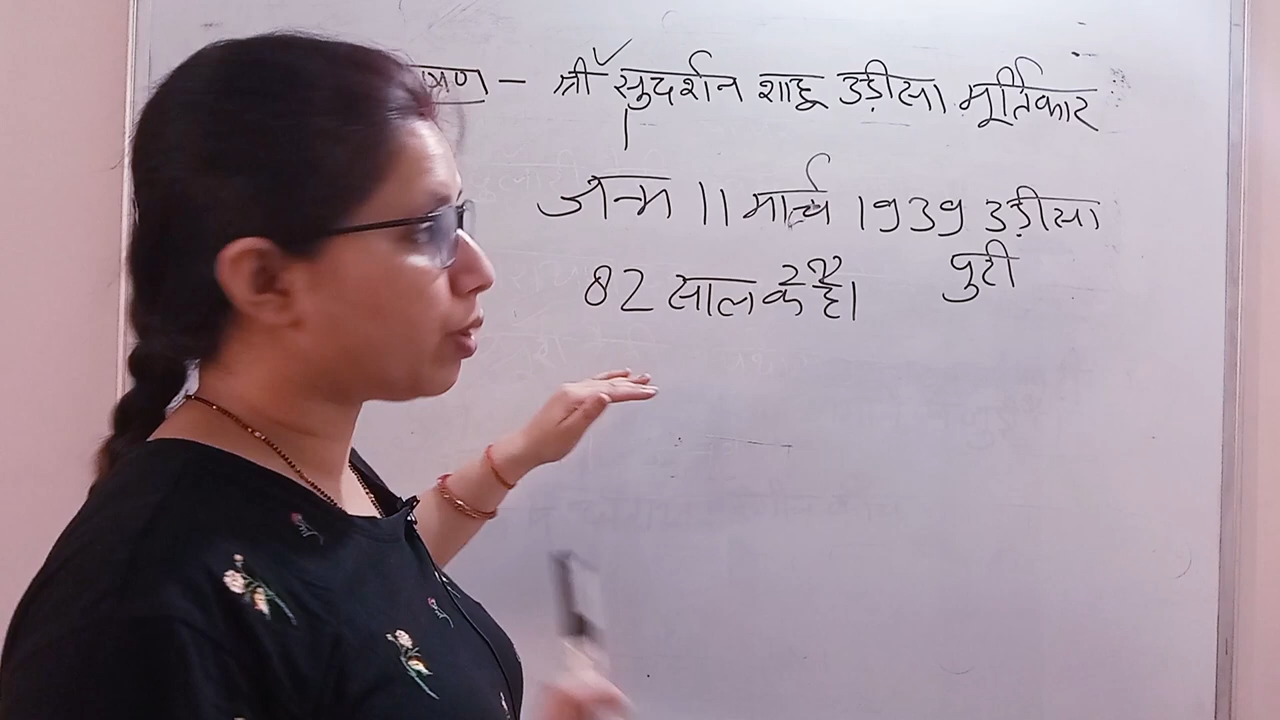 – श्री सुदर्शन शाहू उड़ीसा मूर्तिकार
जन्म 11 मार्च 1939 उड़ीसा
पुरी
82 साल के है।